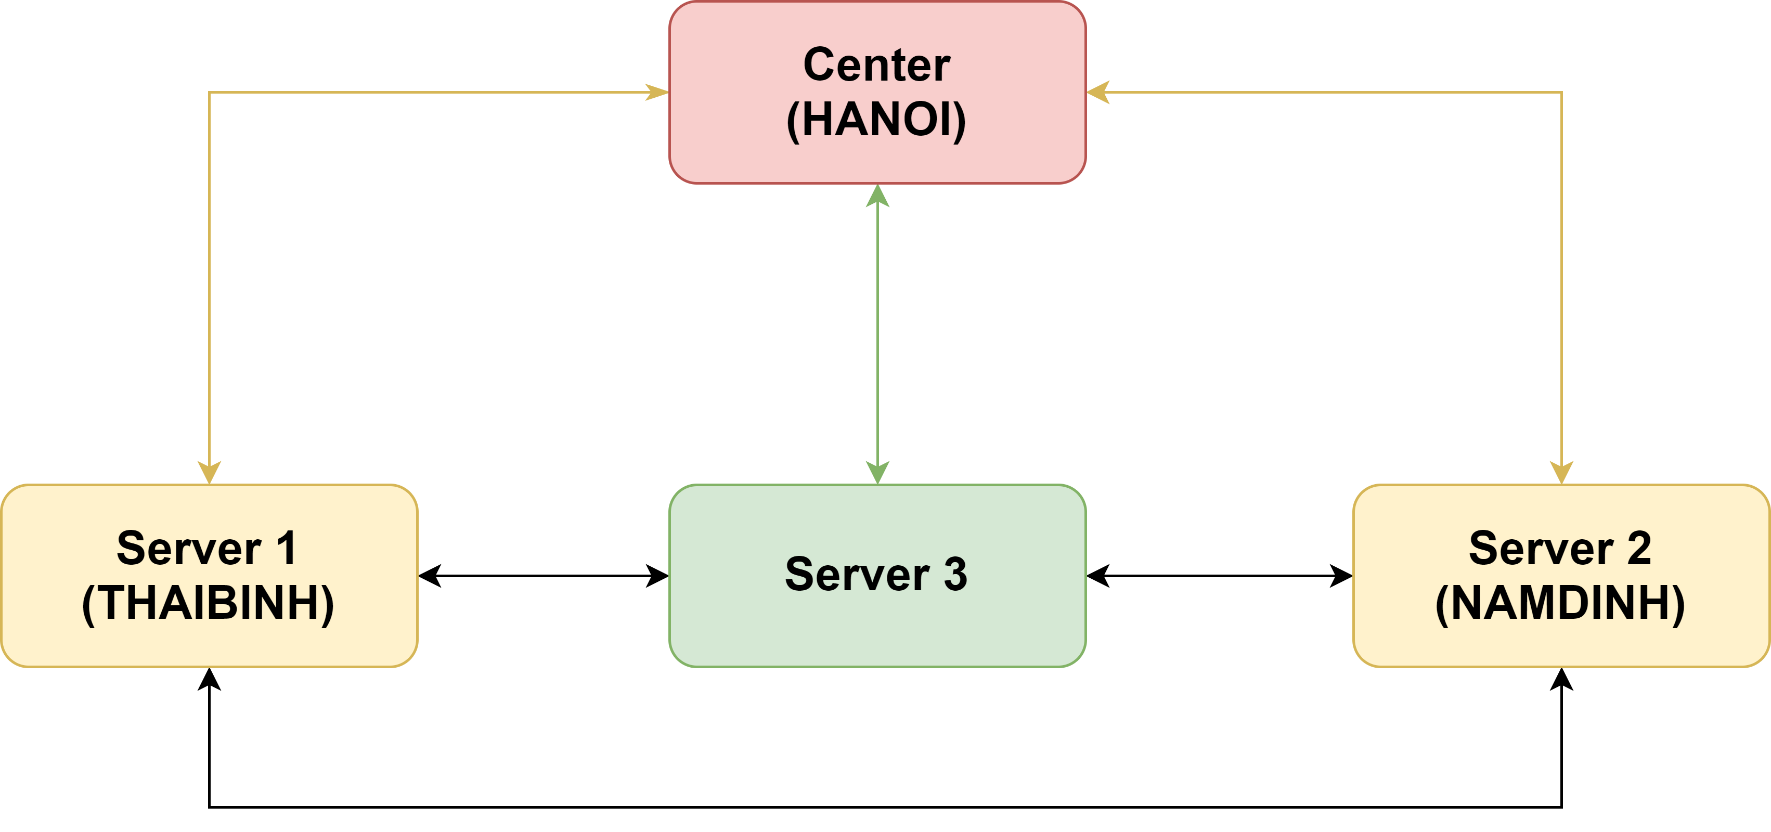 Center
(HANOI)
Server 1
(THAIBINH)
Server 3
Server 2
(NAMDINH)